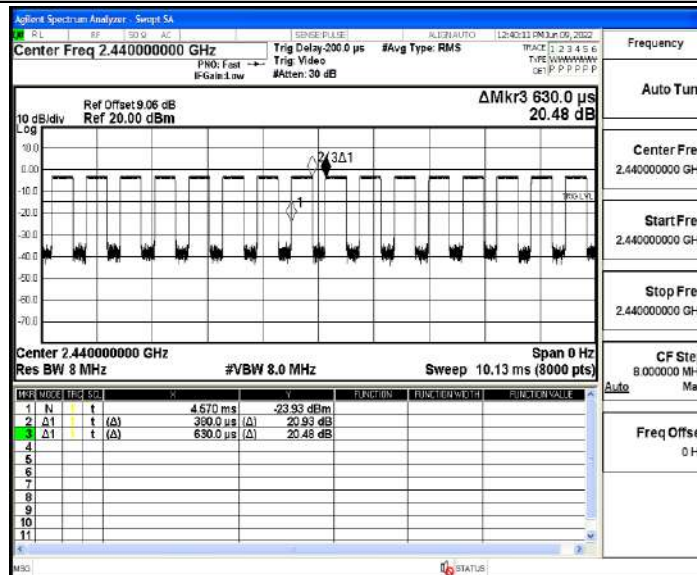 Agilent Spectrum Analyzer - Swept SA
RL RF 50 Ω AC SENSE:PULSE ALIGNAUTO 12:40:11 PM Jun 09, 2022
Center Freq 2.440000000 GHz
Trig Delay-200.0 µs #Avg Type: RMS
TRACE 1 2 3 4 5 6
PNO: Fast Trig: Video
TYPE WWWWWW
IFGain:Low #Atten: 30 dB
DET P P P P P P
ΔMkr3 630.0 µs
20.48 dB
Ref Offset 9.06 dB
10 dB/div Ref 20.00 dBm
Log
10.0
0.00
-10.0
-20.0
-30.0
-40.0
-50.0
-60.0
-70.0
2 3Δ1
1
TRIG LVL
Center 2.440000000 GHz Span 0 Hz
Res BW 8 MHz #VBW 8.0 MHz Sweep 10.13 ms (8000 pts)
MKR MODE TRC SCL X Y FUNCTION FUNCTION WIDTH FUNCTION VALUE
1 N t 4.570 ms -23.93 dBm
2 Δ1 t (Δ) 380.0 µs (Δ) 20.93 dB
3 Δ1 t (Δ) 630.0 µs (Δ) 20.48 dB
4
5
6
7
8
9
10
11
MSG STATUS
Frequency
Auto Tun
Center Fre
2.440000000 GH
Start Fre
2.440000000 GH
Stop Fre
2.440000000 GH
CF Ste
8.000000 MH
Auto Ma
Freq Offse
0 H